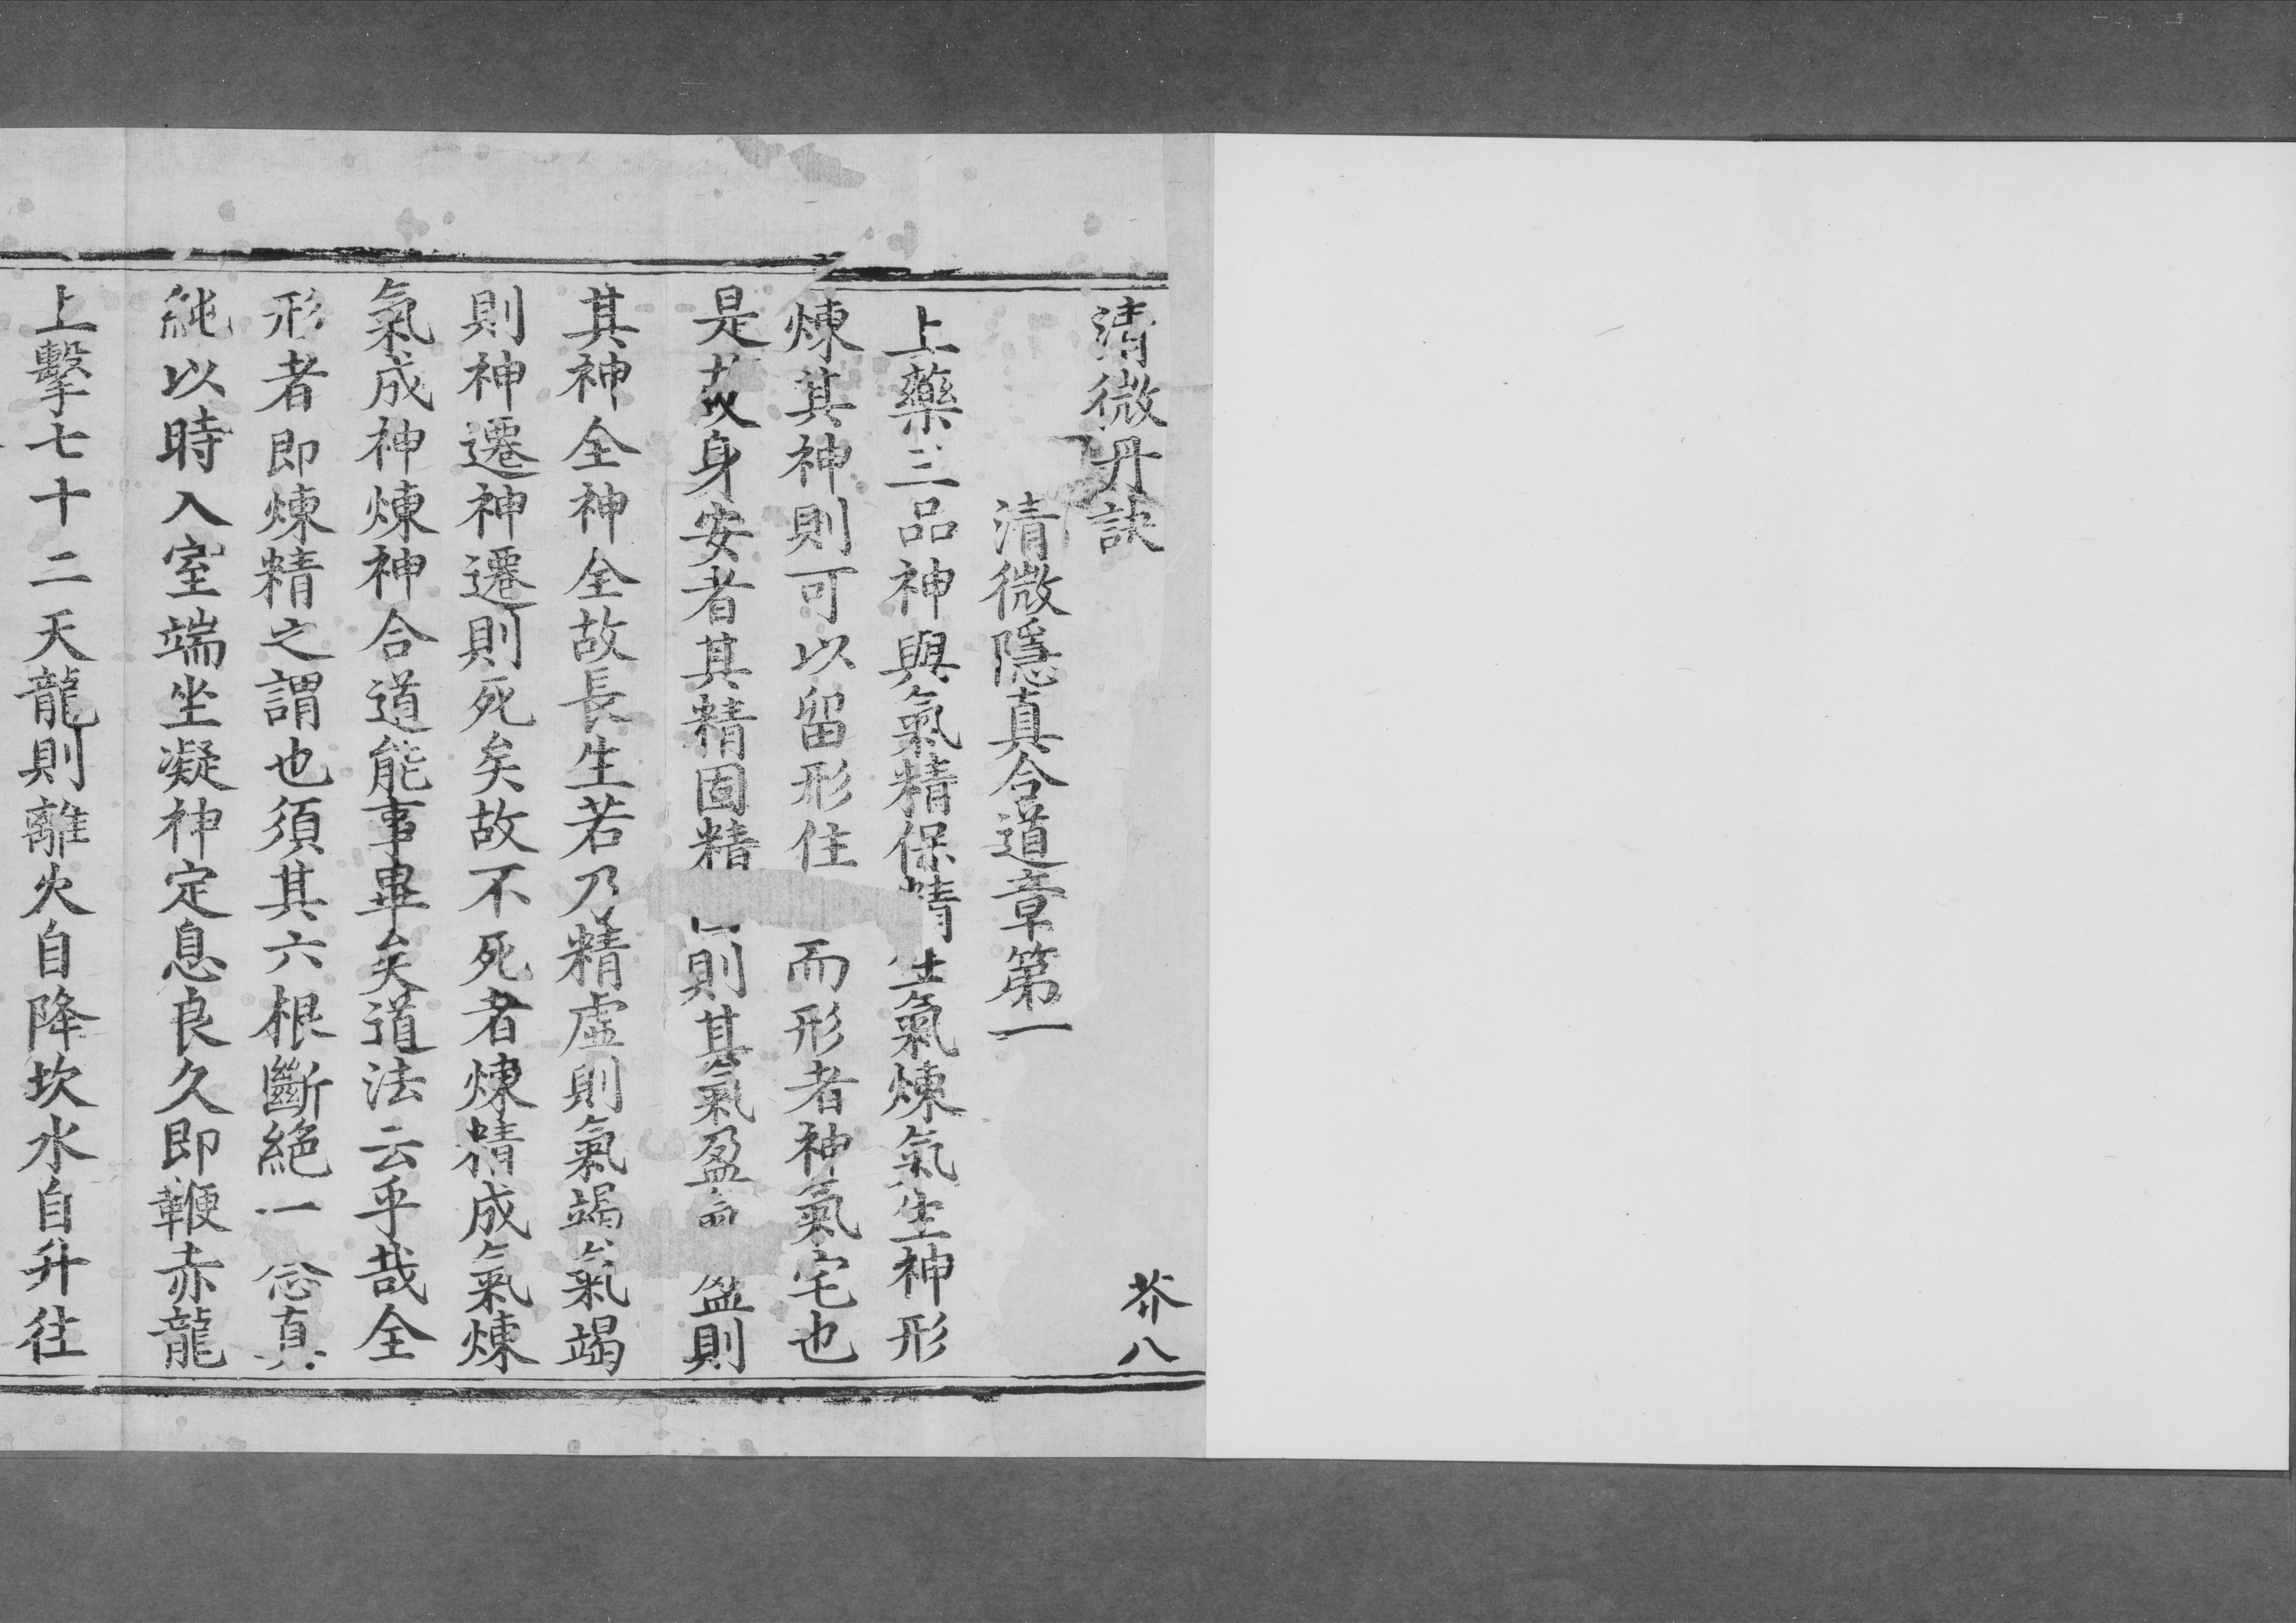 清微丹訣 芥八
清微隱真合道章第一
上藥三品神與氣精保精生氣煉氣生神形
煉其神則可以留形住而形者神氣宅也
是故身安者其精固精則其氣盈盈則
其神全神全故長生若乃精虛則氣竭氣竭
則神遷神遷則死矣故不死者煉精成氣煉
氣成神煉神合道能事畢矣道法云乎哉全
形者即煉精之謂也須其六根斷絕一念真
純以時入室端坐凝神定息良久即鞭赤龍
上擊七十二天龍則離火自降坎水自升往